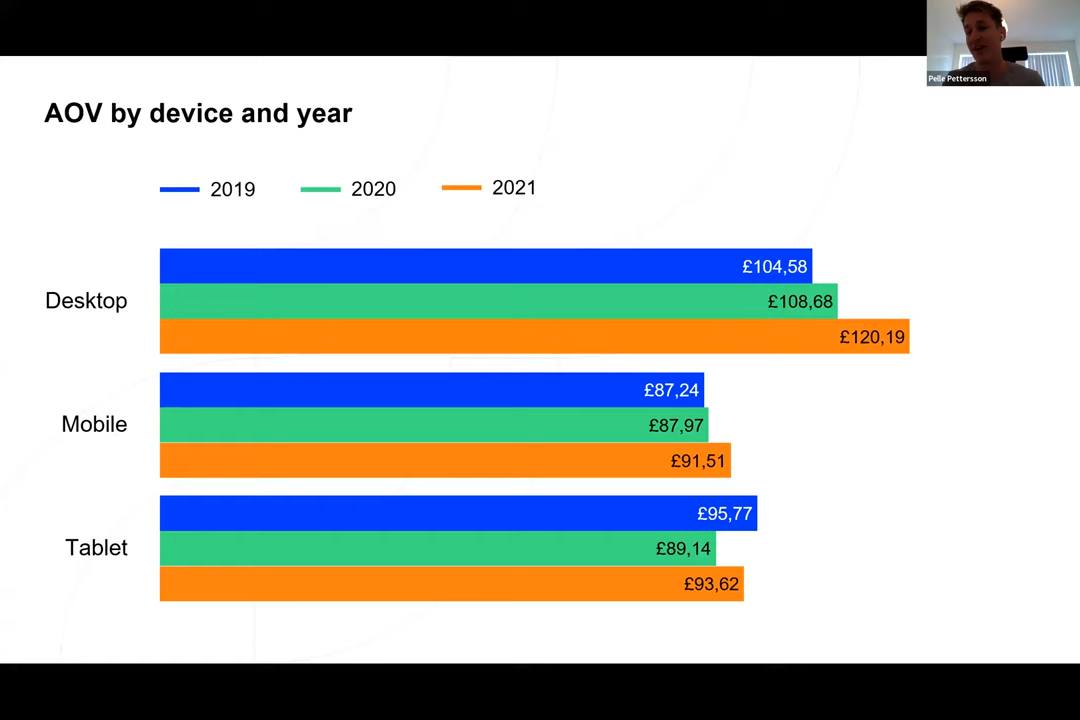 Pelle Pettersson
AOV by device and year
2019 2020 2021
£104,58
Desktop £108,68
£120,19
£87,24
Mobile £87,97
£91,51
£95,77
Tablet £89,14
£93,62